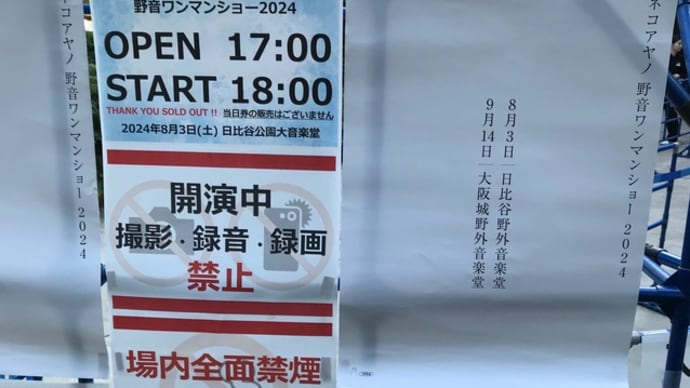 野音ワンマンショー 2024
野音ワンマンショー2024
OPEN 17:00
START 18:00
THANK YOU SOLD OUT !! 当日券の販売はございません
2024年8月3日(土) 日比谷公園大音楽堂
開演中
撮影・録音・録画
禁止
場内全面禁煙
ネコアヤノ 野音ワンマンショー 2024
8月3日|日比谷野外音楽堂
9月14日|大阪城野外音楽堂